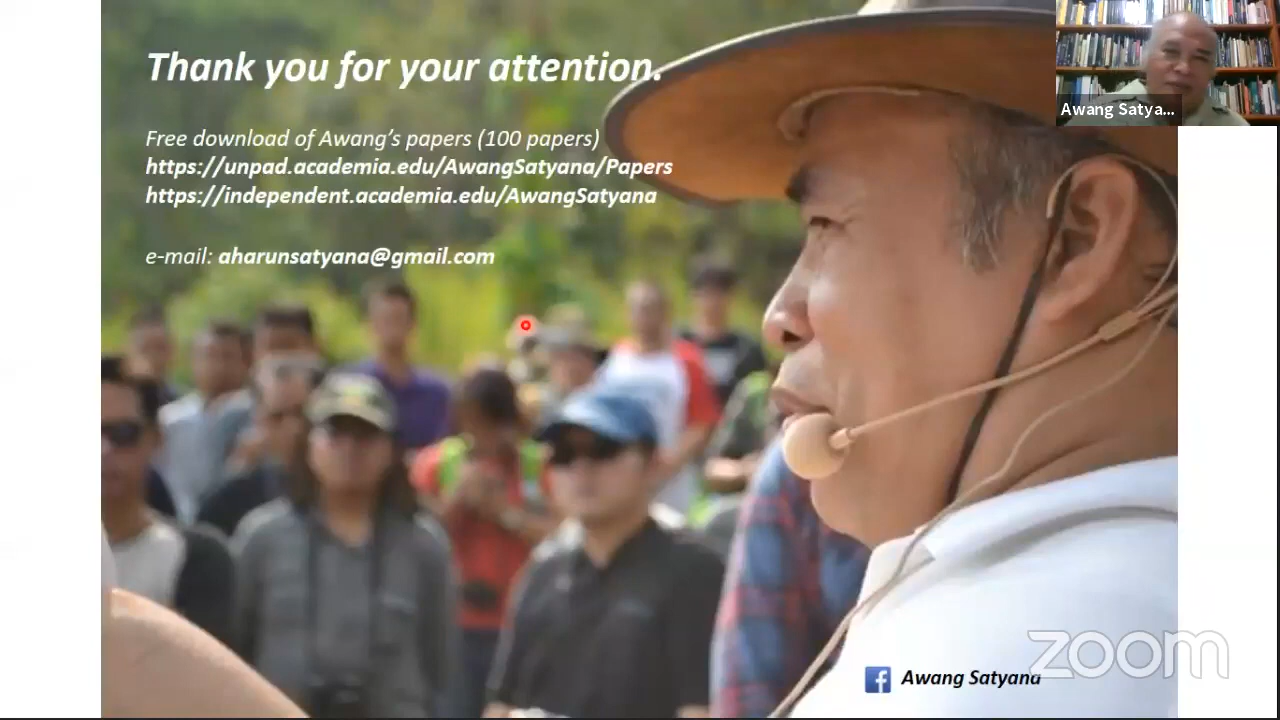 Thank you for your attention.
Free download of Awang's papers (100 papers)
https://unpad.academia.edu/AwangSatyana/Papers
https://independent.academia.edu/AwangSatyana
e-mail: aharunsatyana@gmail.com
Awang Satya...
Awang Satyana
zoom